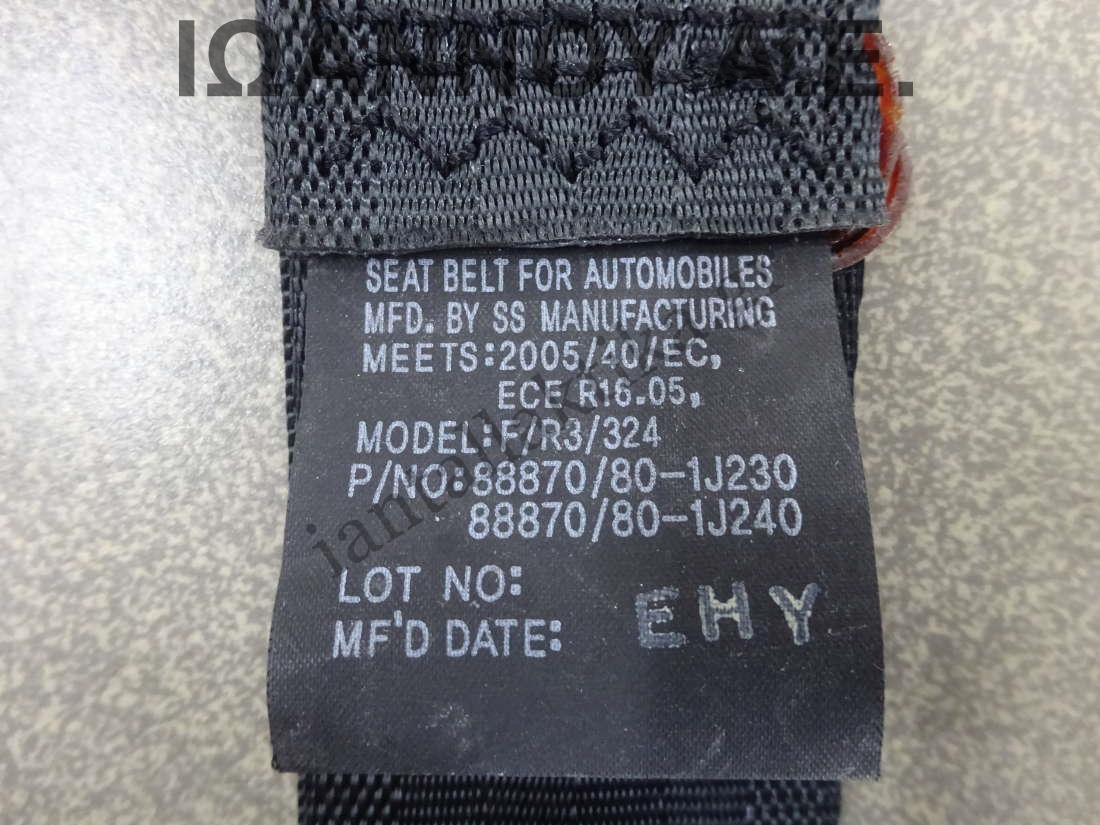 ΙΩΑΝΝΟΥ Α.Ε.
SEAT BELT FOR AUTOMOBILES
MFD. BY SS MANUFACTURING
MEETS:2005/40/EC,
ECE R16.05,
MODEL:F/R3/324
P/NO:88870/80-1J230
88870/80-1J240
LOT NO:
MF'D DATE:
EHY